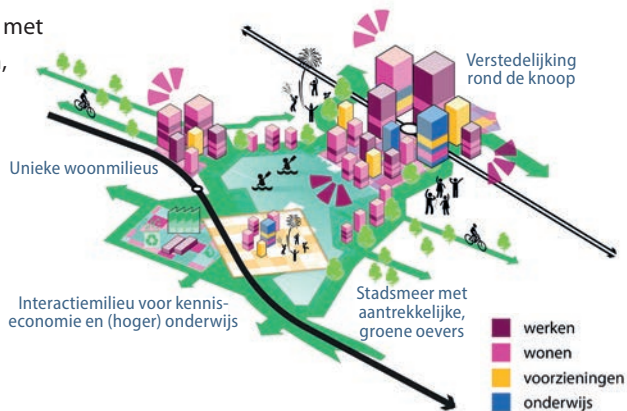 met
,
Verstedelijking
rond de knoop
Unieke woonmilieus
Interactiemilieu voor kennis-
economie en (hoger) onderwijs
Stadsmeer met
aantrekkelijke,
groene oevers
werken
wonen
voorzieningen
onderwijs